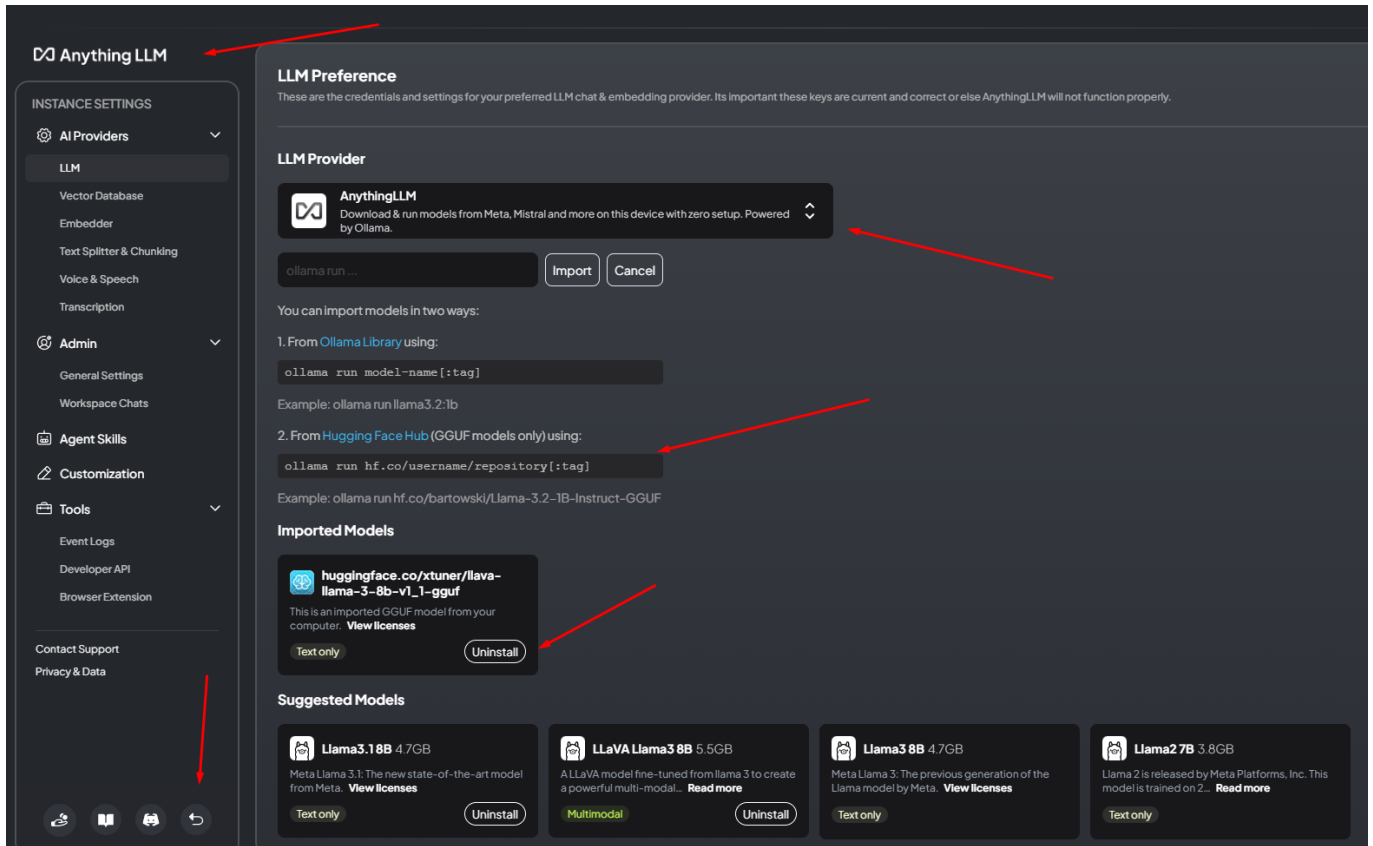 Anything LLM
INSTANCE SETTINGS
AI Providers
LLM
Vector Database
Embedder
Text Splitter & Chunking
Voice & Speech
Transcription
Admin
General Settings
Workspace Chats
Agent Skills
Customization
Tools
Event Logs
Developer API
Browser Extension
Contact Support
Privacy & Data
LLM Preference
These are the credentials and settings for your preferred LLM chat & embedding provider. Its important these keys are current and correct or else AnythingLLM will not function properly.
LLM Provider
AnythingLLM
Download & run models from Meta, Mistral and more on this device with zero setup. Powered
by Ollama.
ollama run ...
Import
Cancel
You can import models in two ways:
1. From Ollama Library using:
ollama run model-name[:tag]
Example: ollama run llama3.2:1b
2. From Hugging Face Hub (GGUF models only) using:
ollama run hf.co/username/repository[:tag]
Example: ollama run hf.co/bartowski/Llama-3.2-1B-Instruct-GGUF
Imported Models
huggingface.co/xtuner/llava-
llama-3-8b-v1_1-gguf
This is an imported GGUF model from your
computer. View licenses
Text only
Uninstall
Suggested Models
Llama3.1 8B 4.7GB
Meta Llama 3.1: The new state-of-the-art model
from Meta. View licenses
Text only
Uninstall
LLaVA Llama3 8B 5.5GB
A LLaVA model fine-tuned from llama 3 to create
a powerful multi-modal... Read more
Multimodal
Uninstall
Llama3 8B 4.7GB
Meta Llama 3: The previous generation of the
Llama model by Meta. View licenses
Text only
Llama2 7B 3.8GB
Llama 2 is released by Meta Platforms, Inc. This
model is trained on 2... Read more
Text only